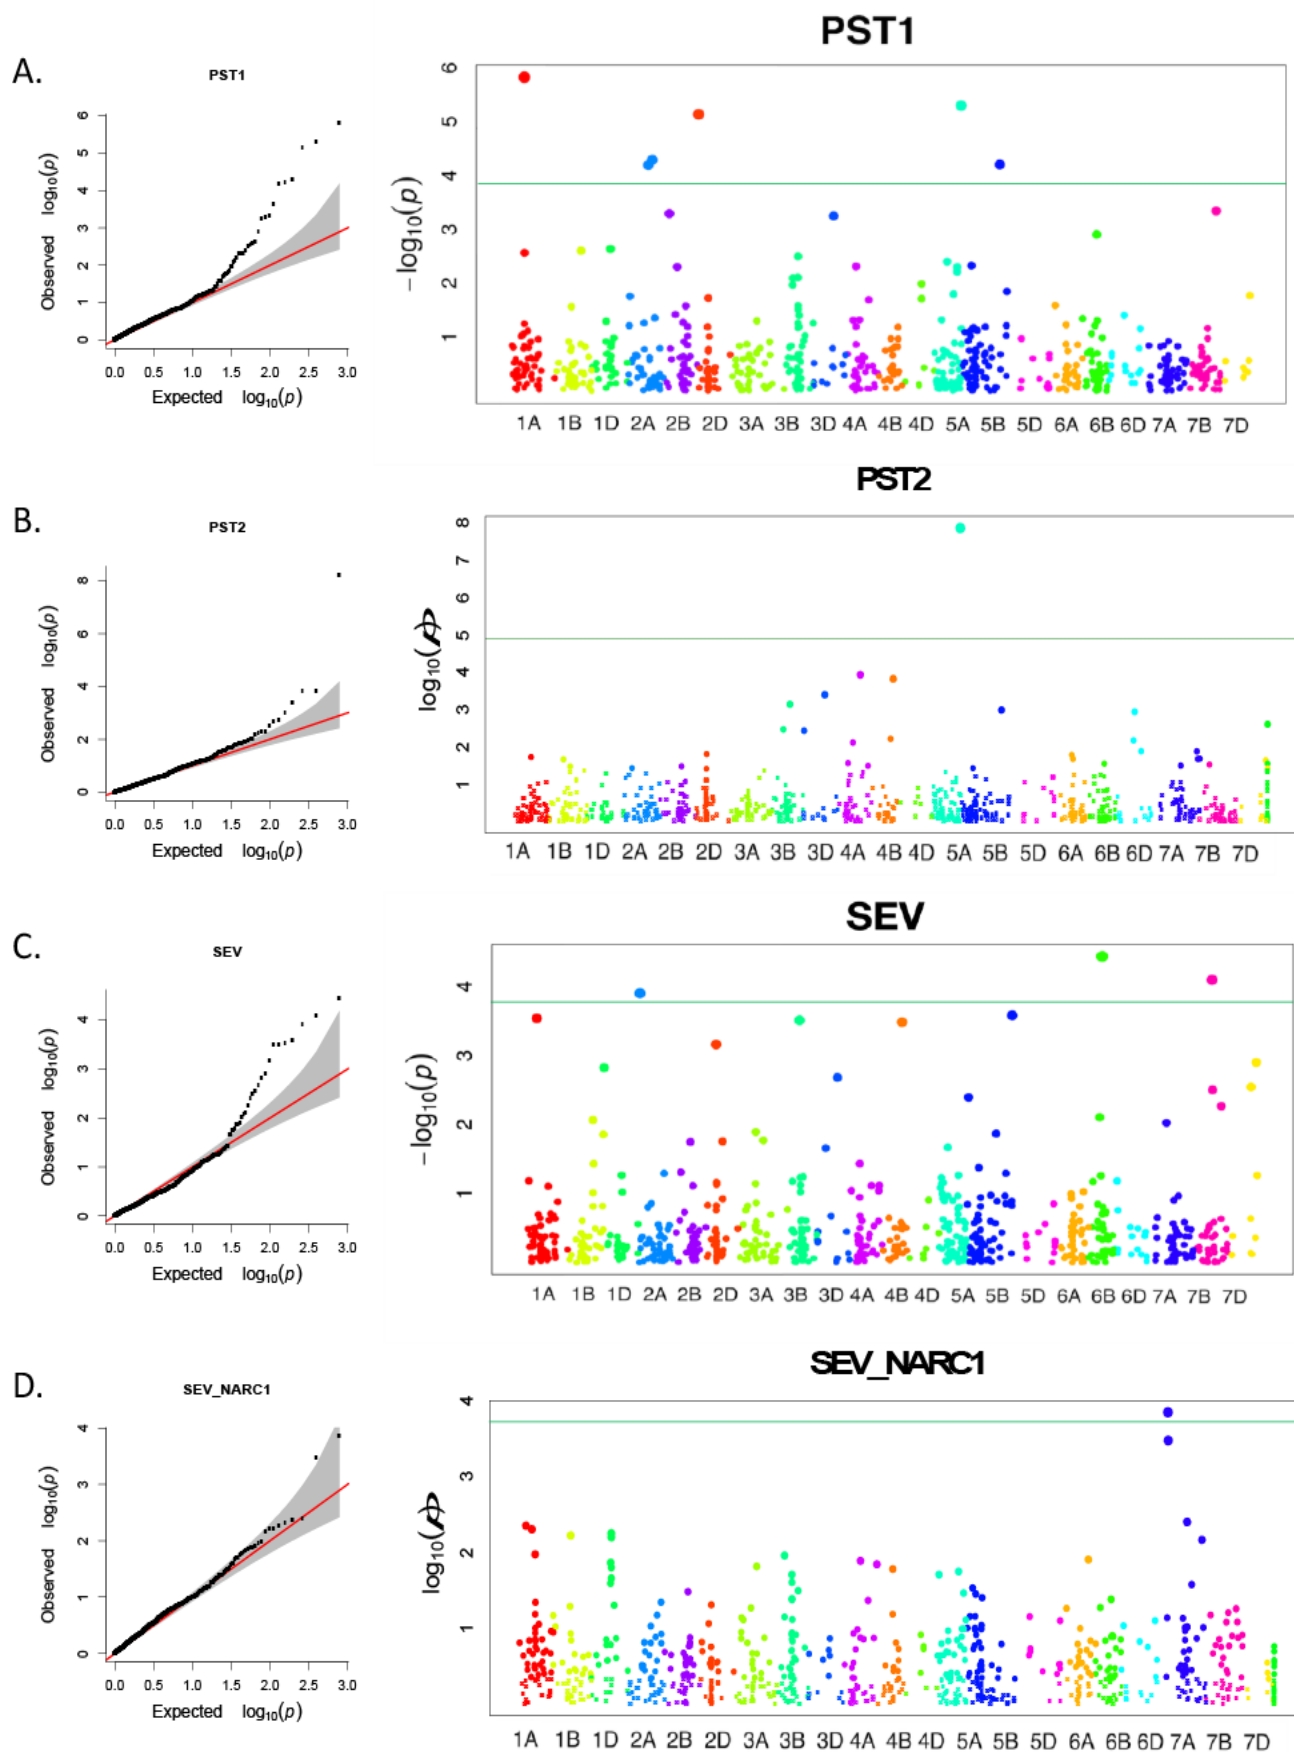 PST1
A.
PST1
6
5
4
3
2
1
0
Observed log10(p)
0.0 0.5 1.0 1.5 2.0 2.5 3.0
Expected log10(p)
6
5
4
3
2
1
−log10(p)
1A 1B 1D 2A 2B 2D 3A 3B 3D 4A 4B 4D 5A 5B 5D 6A 6B 6D 7A 7B 7D
PST2
B.
PST2
8
6
4
2
0
Observed log10(p)
0.0 0.5 1.0 1.5 2.0 2.5 3.0
Expected log10(p)
8
7
6
5
4
3
2
1
log10(p)
1A 1B 1D 2A 2B 2D 3A 3B 3D 4A 4B 4D 5A 5B 5D 6A 6B 6D 7A 7B 7D
SEV
C.
SEV
4
3
2
1
0
Observed log10(p)
0.0 0.5 1.0 1.5 2.0 2.5 3.0
Expected log10(p)
4
3
2
1
−log10(p)
1A 1B 1D 2A 2B 2D 3A 3B 3D 4A 4B 4D 5A 5B 5D 6A 6B 6D 7A 7B 7D
SEV_NARC1
D.
SEV_NARC1
4
3
2
1
0
Observed log10(p)
0.0 0.5 1.0 1.5 2.0 2.5 3.0
Expected log10(p)
4
3
2
1
log10(p)
1A 1B 1D 2A 2B 2D 3A 3B 3D 4A 4B 4D 5A 5B 5D 6A 6B 6D 7A 7B 7D